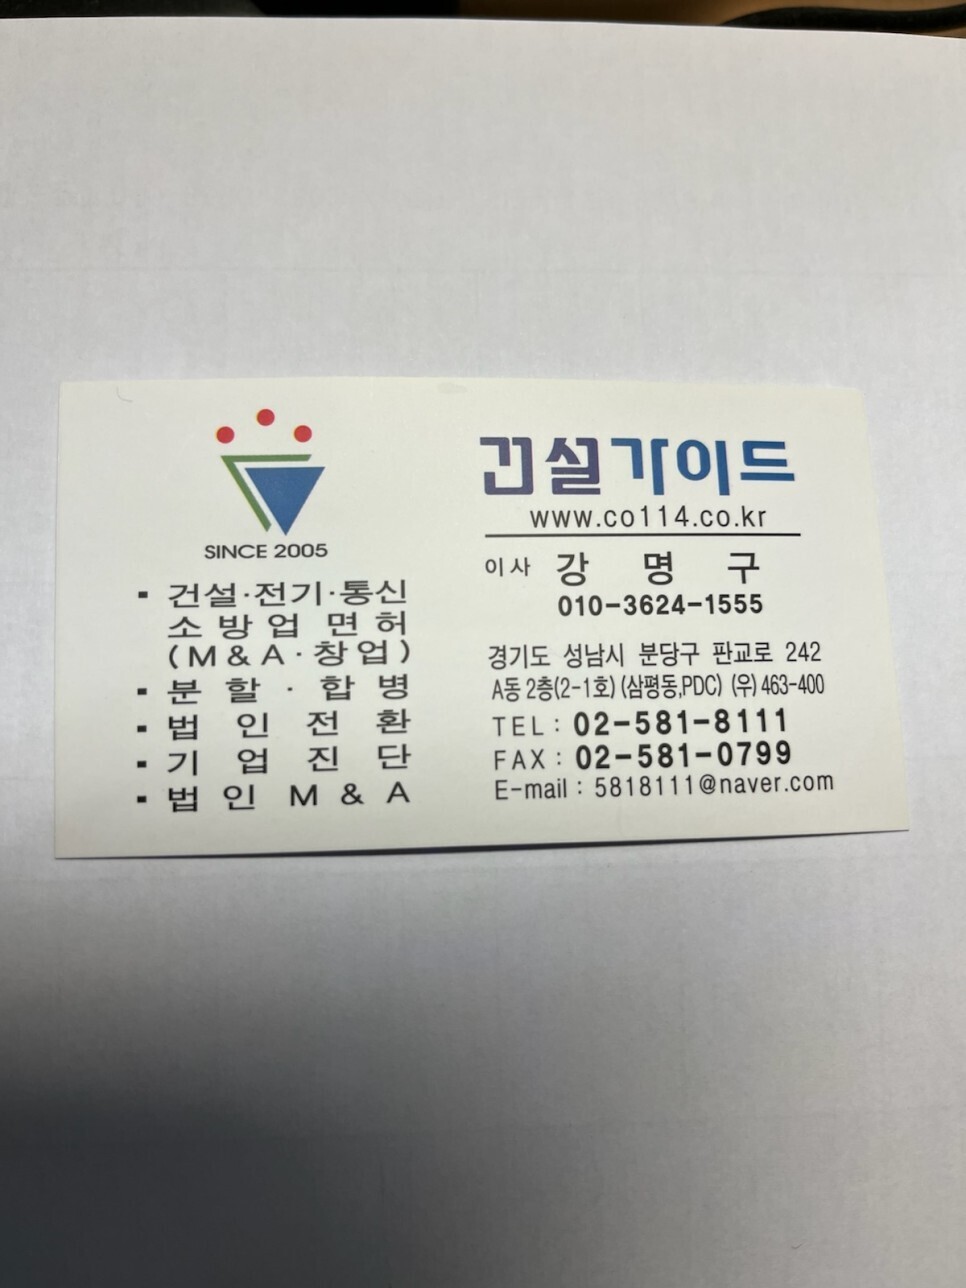 SINCE 2005
▪ 건설·전기·통신
소방업면허
(M&A·창업)
▪ 분할·합병
▪ 법인전환
▪ 기업진단
▪ 법인 M&A
건설가이드
www.co114.co.kr
이사 강명구
010-3624-1555
경기도 성남시 분당구 판교로 242
A동 2층(2-1호) (삼평동,PDC) (우) 463-400
TEL : 02-581-8111
FAX : 02-581-0799
E-mail : 5818111@naver.com